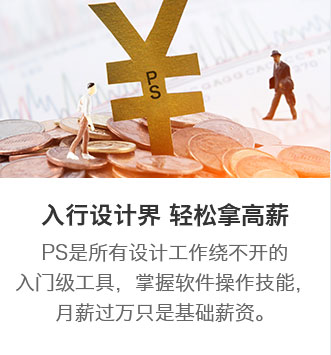 PS
入行设计界 轻松拿高薪
PS是所有设计工作绕不开的
入门级工具，掌握软件操作技能，
月薪过万只是基础薪资。